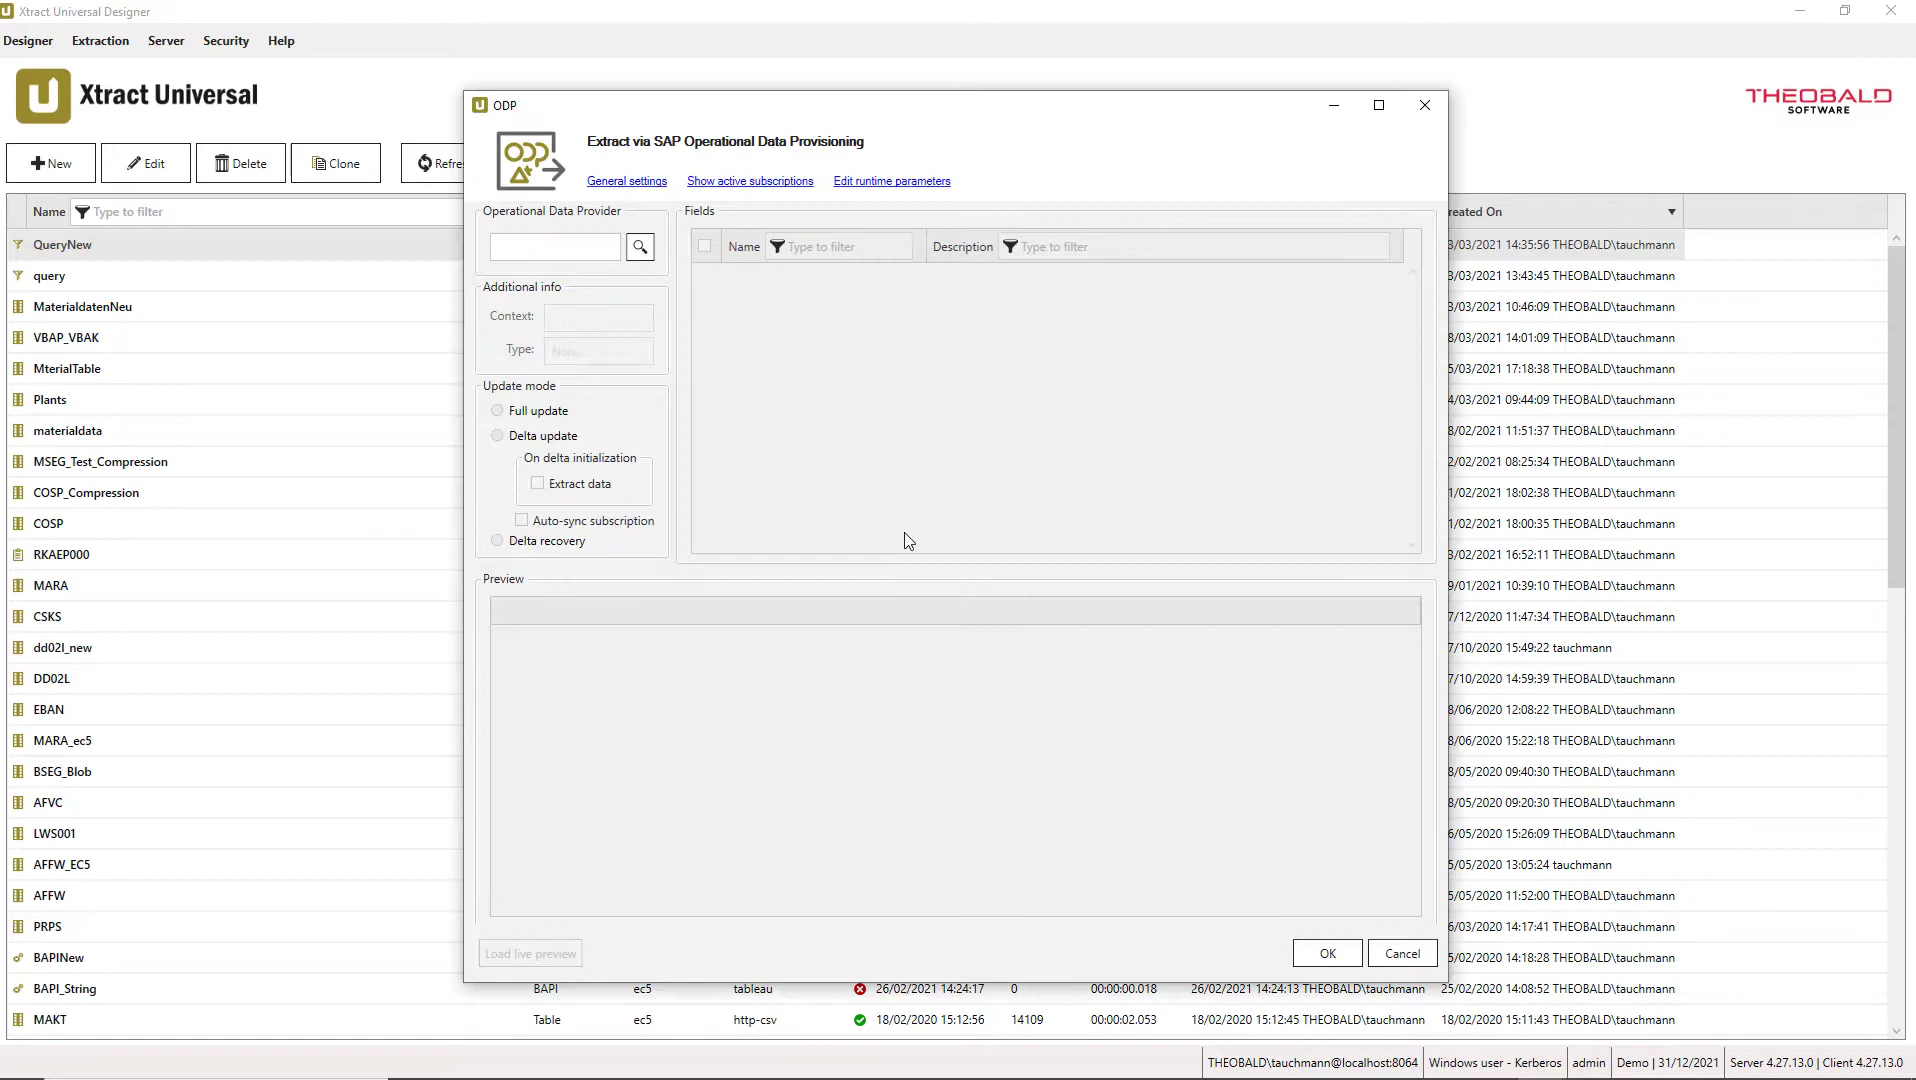 Xtract Universal Designer
Designer Extraction Server Security Help
Xtract Universal
THEOBALD
SOFTWARE
New Edit Delete Clone
Name Type to filter
QueryNew
query
MaterialdatenNeu
VBAP_VBAK
MterialTable
Plants
materialdata
MSEG_Test_Compression
COSP_Compression
COSP
RKAEP000
MARA
CSKS
dd02l_new
DD02L
EBAN
MARA_ec5
BSEG_Blob
AFVC
LWS001
AFFW_EC5
AFFW
PRPS
BAPINew
BAPI_String BAPI ec5 tableau 26/02/2021 14:24:17 0 00:00:00.018 26/02/2021 14:24:13 THEOBALD\tauchmann 25/02/2020 14:08:52 THEOBALD\tauchmann
MAKT Table ec5 http-csv 18/02/2020 15:12:56 14109 00:00:02.053 18/02/2020 15:12:45 THEOBALD\tauchmann 18/02/2020 15:11:43 THEOBALD\tauchmann
ODP
ODP
Extract via SAP Operational Data Provisioning
General settings Show active subscriptions Edit runtime parameters
Operational Data Provider
Additional info
Context:
Type: None
Update mode
Full update
Delta update
On delta initialization
Extract data
Auto-sync subscription
Delta recovery
Fields
Name Type to filter Description Type to filter
Preview
Load live preview OK Cancel
reated On
3/03/2021 14:35:56 THEOBALD\tauchmann
3/03/2021 13:43:45 THEOBALD\tauchmann
3/03/2021 10:46:09 THEOBALD\tauchmann
8/03/2021 14:01:09 THEOBALD\tauchmann
5/03/2021 17:18:38 THEOBALD\tauchmann
4/03/2021 09:44:09 THEOBALD\tauchmann
8/02/2021 11:51:37 THEOBALD\tauchmann
2/02/2021 08:25:34 THEOBALD\tauchmann
1/02/2021 18:02:38 THEOBALD\tauchmann
1/02/2021 18:00:35 THEOBALD\tauchmann
3/02/2021 16:52:11 THEOBALD\tauchmann
9/01/2021 10:39:10 THEOBALD\tauchmann
7/12/2020 11:47:34 THEOBALD\tauchmann
7/10/2020 15:49:22 tauchmann
7/10/2020 14:59:39 THEOBALD\tauchmann
8/06/2020 12:08:22 THEOBALD\tauchmann
8/06/2020 15:22:18 THEOBALD\tauchmann
8/05/2020 09:40:30 THEOBALD\tauchmann
8/05/2020 09:20:30 THEOBALD\tauchmann
6/05/2020 15:26:09 THEOBALD\tauchmann
5/05/2020 13:05:24 tauchmann
5/05/2020 11:52:00 THEOBALD\tauchmann
6/03/2020 14:17:41 THEOBALD\tauchmann
5/02/2020 14:18:28 THEOBALD\tauchmann
THEOBALD\tauchmann@localhost:8064 Windows user - Kerberos admin Demo | 31/12/2021 Server 4.27.13.0 | Client 4.27.13.0